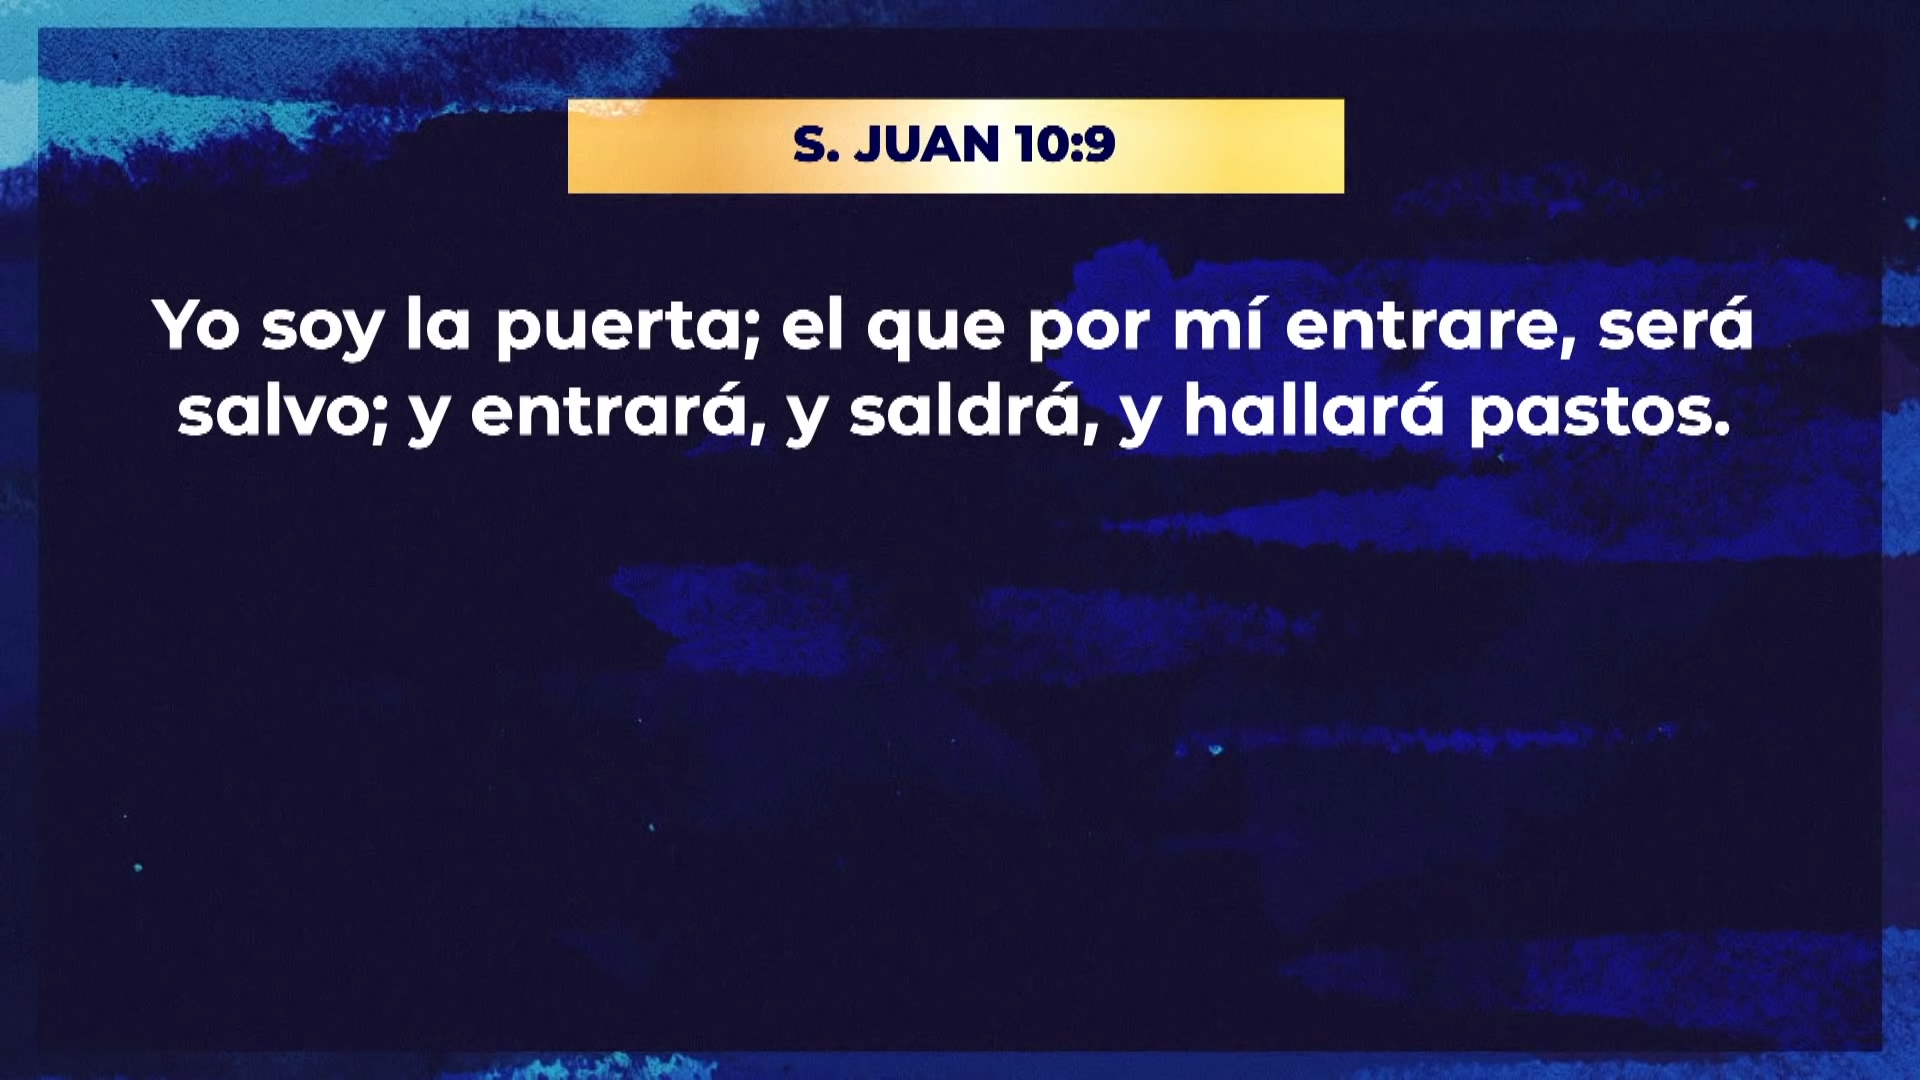 S. JUAN 10:9
Yo soy la puerta; el que por mí entrare, será
salvo; y entrará, y saldrá, y hallará pastos.